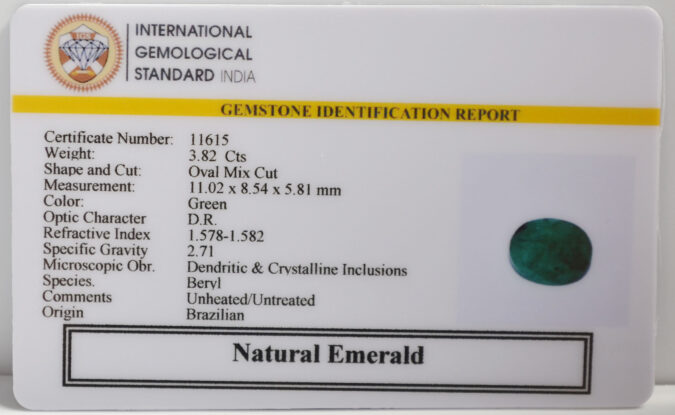 IGS
INTERNATIONAL
GEMOLOGICAL
STANDARD INDIA
GEMSTONE IDENTIFICATION REPORT
Certificate Number: 11615
Weight: 3.82 Cts
Shape and Cut: Oval Mix Cut
Measurement: 11.02 x 8.54 x 5.81 mm
Color: Green
Optic Character D.R.
Refractive Index 1.578-1.582
Specific Gravity 2.71
Microscopic Obr. Dendritic & Crystalline Inclusions
Species. Beryl
Comments Unheated/Untreated
Origin Brazilian
Natural Emerald